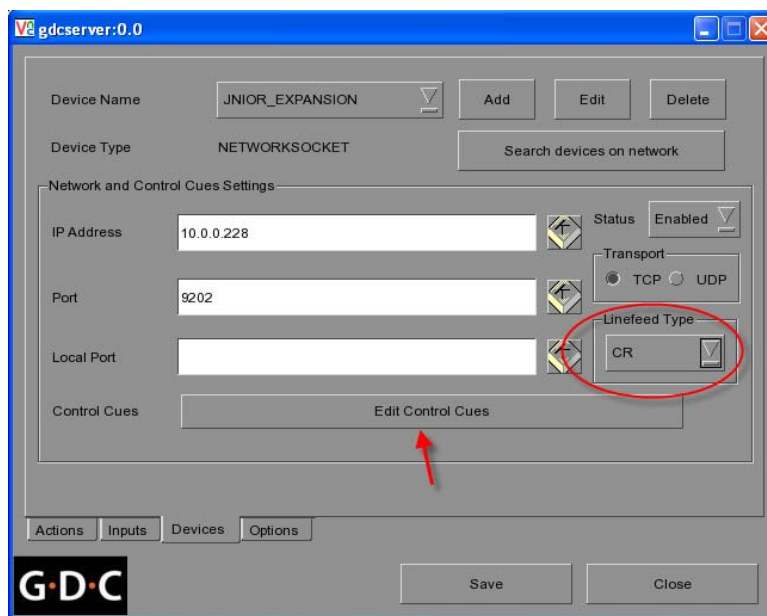 gdcserver:0.0
Device Name JNIOR_EXPANSION Add Edit Delete
Device Type NETWORKSOCKET Search devices on network
Network and Control Cues Settings
IP Address 10.0.0.228 Status Enabled
Transport
TCP UDP
Port 9202
Linefeed Type
CR
Local Port
Control Cues Edit Control Cues
Actions Inputs Devices Options
G·D·C Save Close